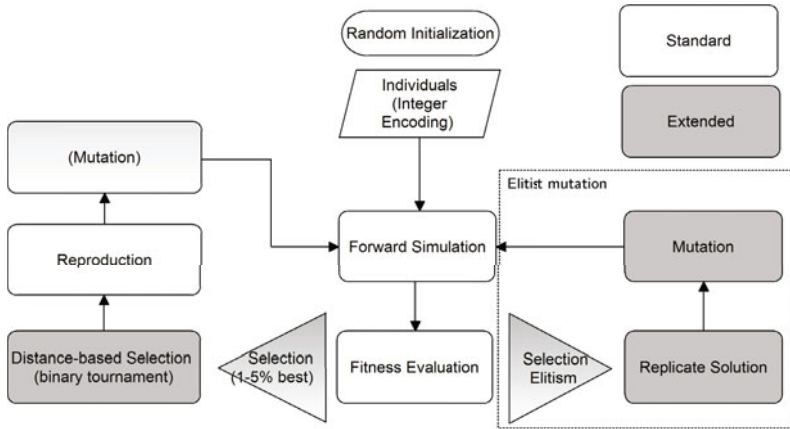 Random Initialization
Standard
Individuals
(Integer
Encoding)
Extended
(Mutation)
Elitist mutation
Reproduction
Forward Simulation
Mutation
Distance-based Selection
(binary tournament)
Selection
(1-5% best)
Fitness Evaluation
Selection
Elitism
Replicate Solution